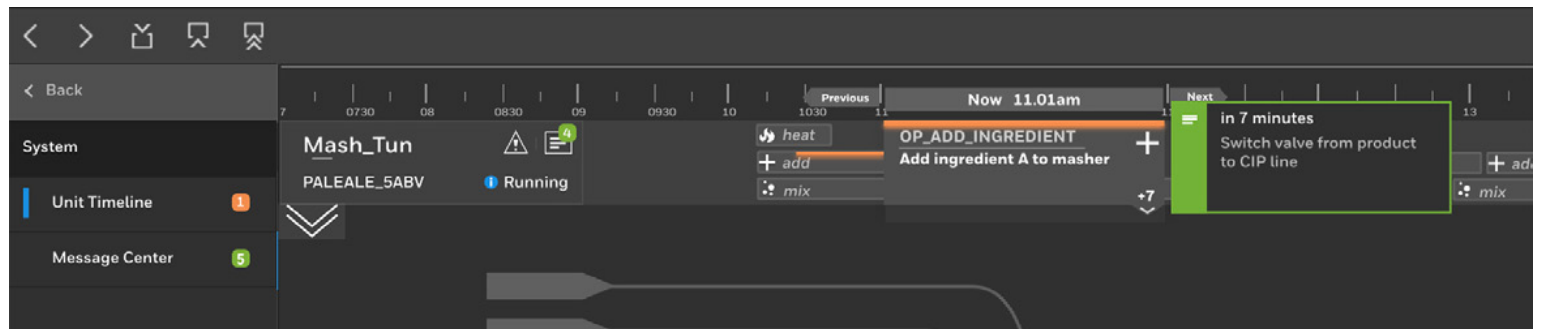 Back
Previous
Now 11.01am
Next
7 0730 08 0830 09 0930 10 1030 11
13
System
Mash_Tun
4
PALEALE_5ABV
Running
heat
add
mix
OP_ADD_INGREDIENT
Add ingredient A to masher
+7
in 7 minutes
Switch valve from product
to CIP line
mix
Unit Timeline 1
Message Center 5